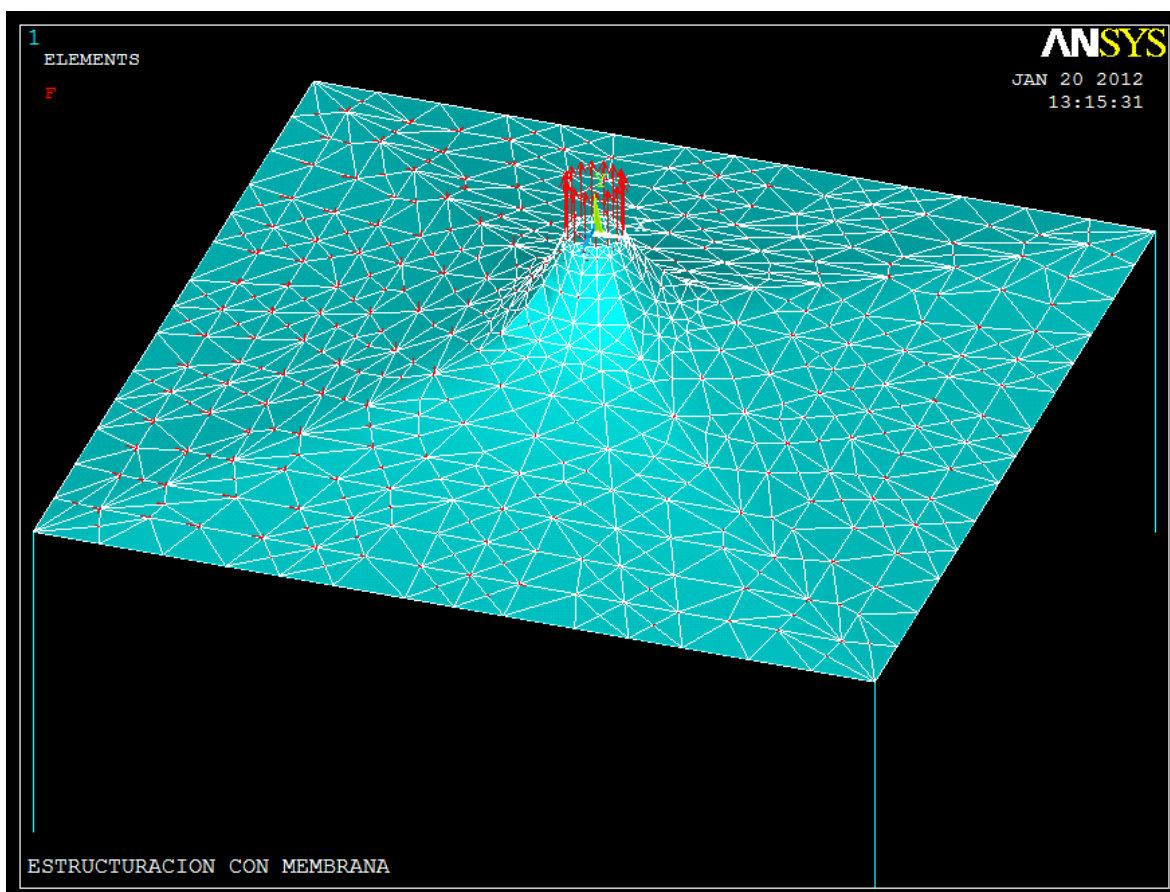 1
ELEMENTS
F
ANSYS
JAN 20 2012
13:15:31
X
ESTRUCTURACION CON MEMBRANA